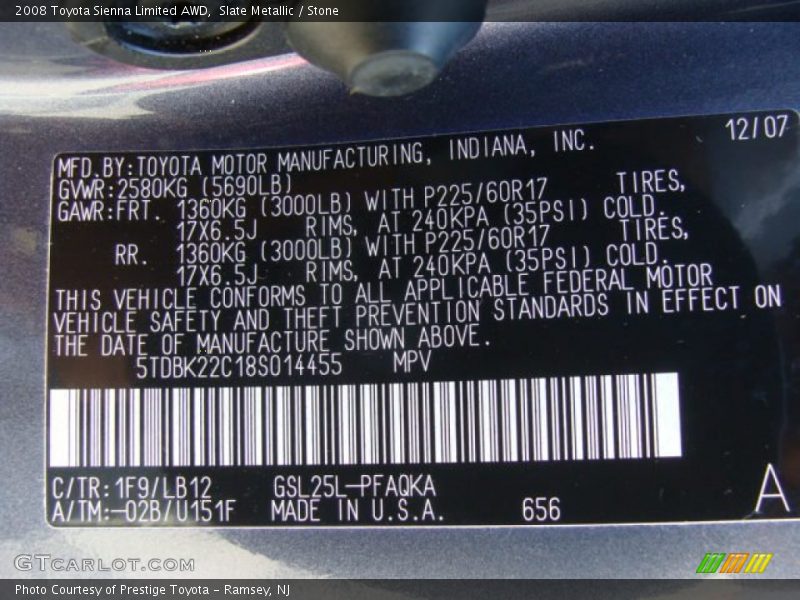 2008 Toyota Sienna Limited AWD,  Slate Metallic / Stone
12/07
MFD.BY:TOYOTA MOTOR MANUFACTURING, INDIANA, INC.
GVWR:2580KG (5690LB)
GAWR:FRT. 1360KG (3000LB) WITH P225/60R17 TIRES,
17X6.5J RIMS, AT 240KPA (35PSI) COLD.
RR. 1360KG (3000LB) WITH P225/60R17 TIRES,
17X6.5J RIMS, AT 240KPA (35PSI) COLD.
THIS VEHICLE CONFORMS TO ALL APPLICABLE FEDERAL MOTOR
VEHICLE SAFETY AND THEFT PREVENTION STANDARDS IN EFFECT ON
THE DATE OF MANUFACTURE SHOWN ABOVE.
5TDBK22C18S014455 MPV
C/TR:1F9/LB12 GSL25L-PFAQKA
A/TM:-02B/U151F MADE IN U.S.A. 656
A
GTCARLOT.COM
Photo Courtesy of Prestige Toyota - Ramsey, NJ